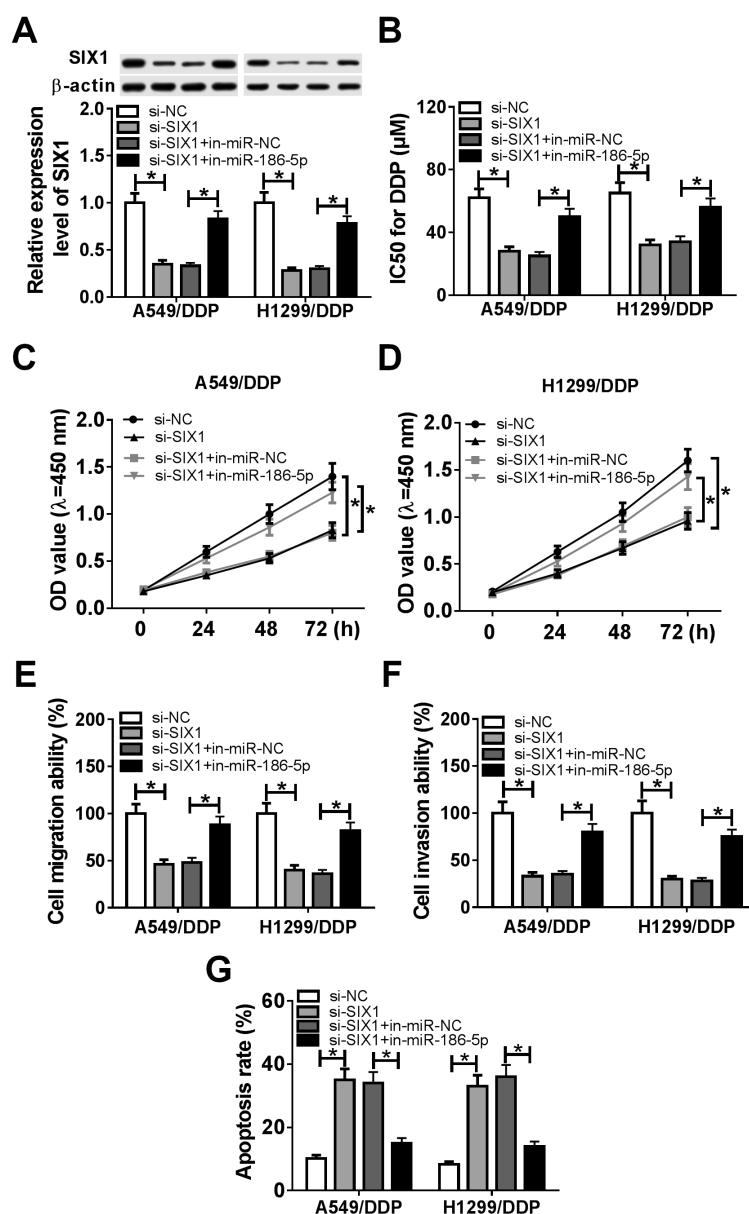 A
SIX1
β-actin
Relative expression
level of SIX1
2.0
1.5
1.0
0.5
0.0
si-NC
si-SIX1
si-SIX1+in-miR-NC
si-SIX1+in-miR-186-5p
* * * *
A549/DDP H1299/DDP
B
IC50 for DDP (μM)
120
80
40
0
si-NC
si-SIX1
si-SIX1+in-miR-NC
si-SIX1+in-miR-186-5p
* * * *
A549/DDP H1299/DDP
C
A549/DDP
OD value (λ=450 nm)
2.0
1.5
1.0
0.5
0.0
si-NC
si-SIX1
si-SIX1+in-miR-NC
si-SIX1+in-miR-186-5p
* *
0 24 48 72 (h)
D
H1299/DDP
OD value (λ=450 nm)
2.0
1.5
1.0
0.5
0.0
si-NC
si-SIX1
si-SIX1+in-miR-NC
si-SIX1+in-miR-186-5p
* *
0 24 48 72 (h)
E
Cell migration ability (%)
200
150
100
50
0
si-NC
si-SIX1
si-SIX1+in-miR-NC
si-SIX1+in-miR-186-5p
* * * *
A549/DDP H1299/DDP
F
Cell invasion ability (%)
200
150
100
50
0
si-NC
si-SIX1
si-SIX1+in-miR-NC
si-SIX1+in-miR-186-5p
* * * *
A549/DDP H1299/DDP
G
Apoptosis rate (%)
60
40
20
0
si-NC
si-SIX1
si-SIX1+in-miR-NC
si-SIX1+in-miR-186-5p
* * * *
A549/DDP H1299/DDP